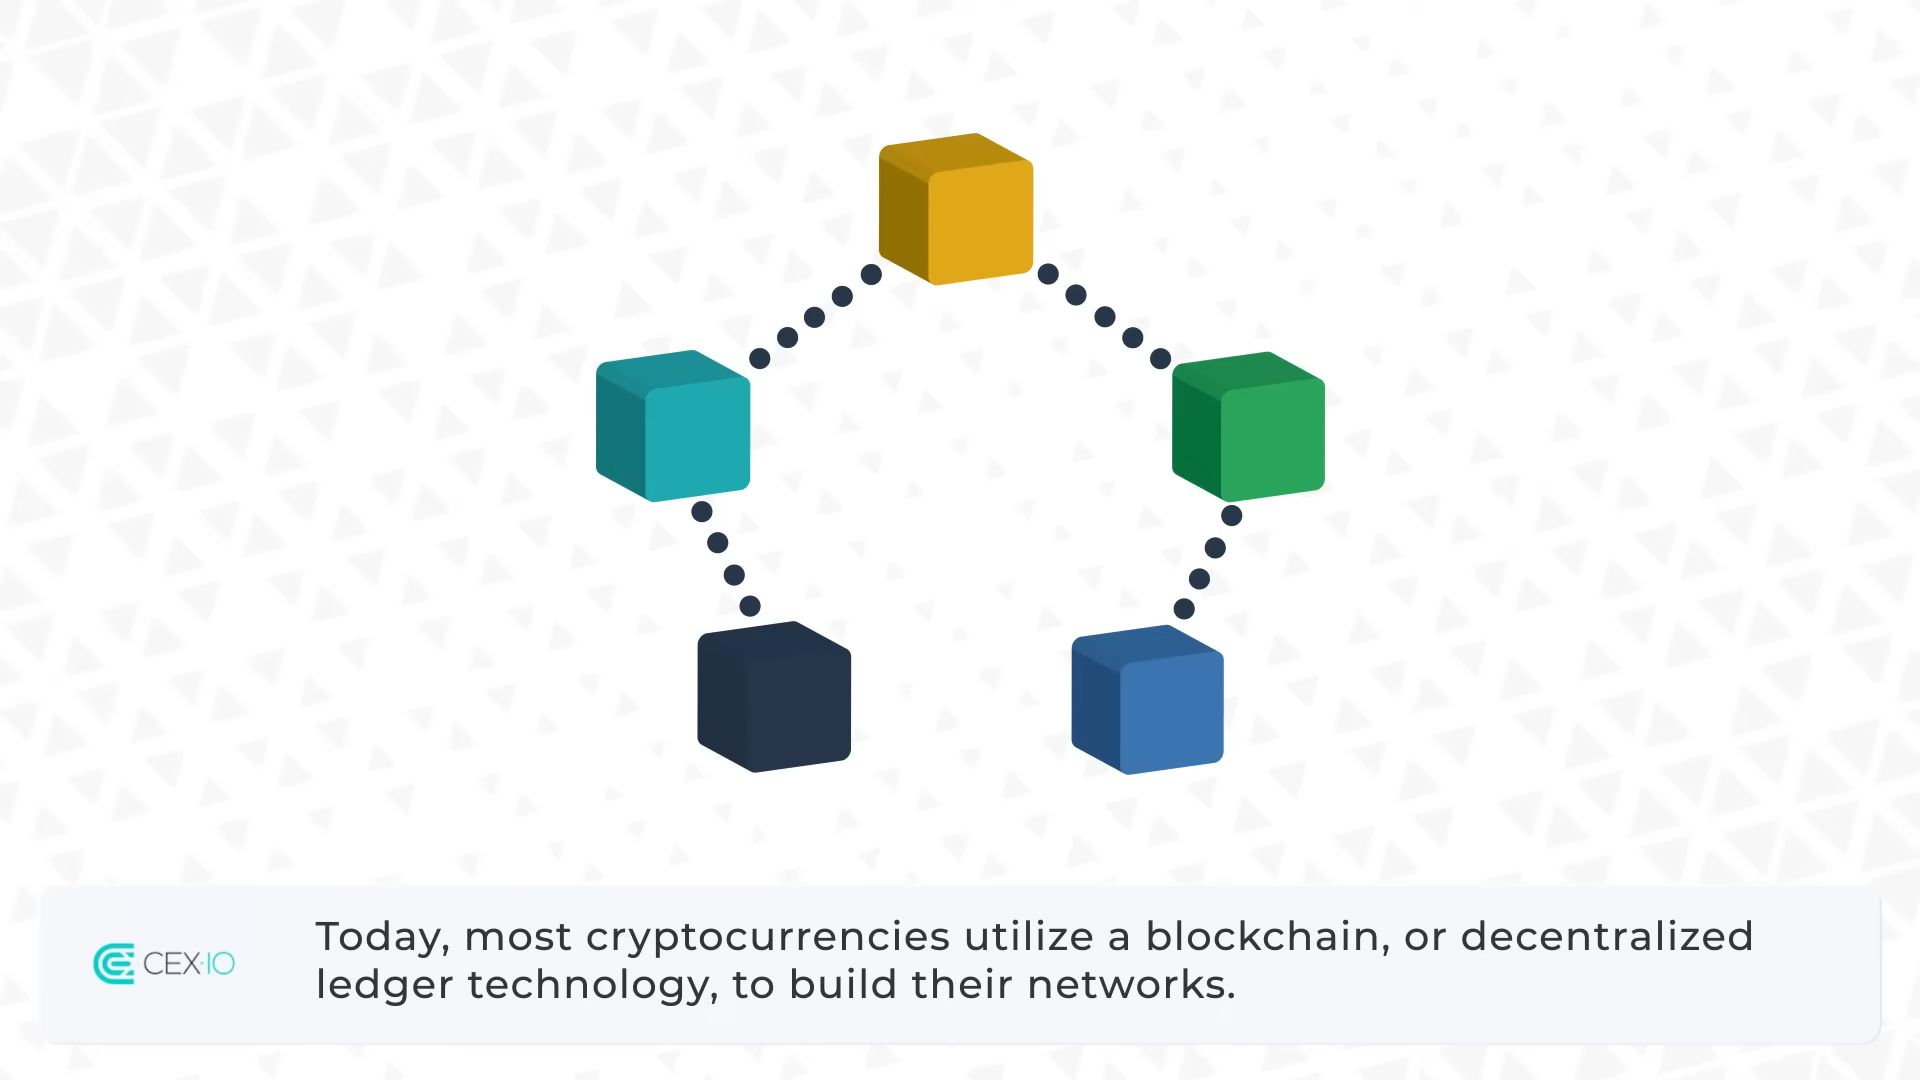 CEX·IO
Today, most cryptocurrencies utilize a blockchain, or decentralized
ledger technology, to build their networks.